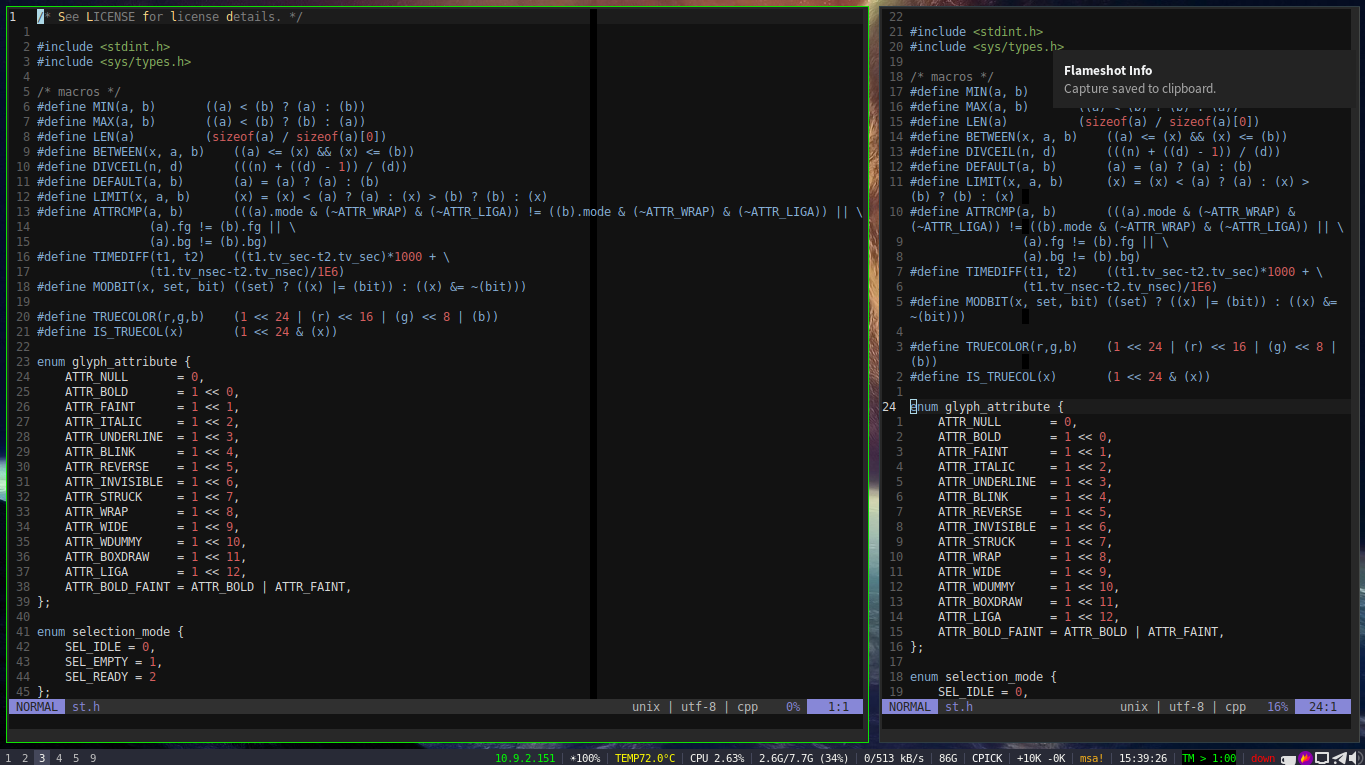 1 /* See LICENSE for license details. */
1
2 #include <stdint.h>
3 #include <sys/types.h>
4
5 /* macros */
6 #define MIN(a, b)       ((a) < (b) ? (a) : (b))
7 #define MAX(a, b)       ((a) < (b) ? (b) : (a))
8 #define LEN(a)          (sizeof(a) / sizeof(a)[0])
9 #define BETWEEN(x, a, b)    ((a) <= (x) && (x) <= (b))
10 #define DIVCEIL(n, d)       (((n) + ((d) - 1)) / (d))
11 #define DEFAULT(a, b)       (a) = (a) ? (a) : (b)
12 #define LIMIT(x, a, b)      (x) = (x) < (a) ? (a) : (x) > (b) ? (b) : (x)
13 #define ATTRCMP(a, b)       (((a).mode & (~ATTR_WRAP) & (~ATTR_LIGA)) != ((b).mode & (~ATTR_WRAP) & (~ATTR_LIGA)) || \
14                 (a).fg != (b).fg || \
15                 (a).bg != (b).bg)
16 #define TIMEDIFF(t1, t2)    ((t1.tv_sec-t2.tv_sec)*1000 + \
17                 (t1.tv_nsec-t2.tv_nsec)/1E6)
18 #define MODBIT(x, set, bit) ((set) ? ((x) |= (bit)) : ((x) &= ~(bit)))
19
20 #define TRUECOLOR(r,g,b)    (1 << 24 | (r) << 16 | (g) << 8 | (b))
21 #define IS_TRUECOL(x)       (1 << 24 & (x))
22
23 enum glyph_attribute {
24     ATTR_NULL       = 0,
25     ATTR_BOLD       = 1 << 0,
26     ATTR_FAINT      = 1 << 1,
27     ATTR_ITALIC     = 1 << 2,
28     ATTR_UNDERLINE  = 1 << 3,
29     ATTR_BLINK      = 1 << 4,
30     ATTR_REVERSE    = 1 << 5,
31     ATTR_INVISIBLE  = 1 << 6,
32     ATTR_STRUCK     = 1 << 7,
33     ATTR_WRAP       = 1 << 8,
34     ATTR_WIDE       = 1 << 9,
35     ATTR_WDUMMY     = 1 << 10,
36     ATTR_BOXDRAW    = 1 << 11,
37     ATTR_LIGA       = 1 << 12,
38     ATTR_BOLD_FAINT = ATTR_BOLD | ATTR_FAINT,
39 };
40
41 enum selection_mode {
42     SEL_IDLE = 0,
43     SEL_EMPTY = 1,
44     SEL_READY = 2
45 };
NORMAL st.h unix | utf-8 | cpp 0% 1:1
22
21 #include <stdint.h>
20 #include <sys/types.h>
19
Flameshot Info
Capture saved to clipboard.
18 /* macros */
17 #define MIN(a, b)
16 #define MAX(a, b)       ((a) < (b) ? (b) : (a))
15 #define LEN(a)          (sizeof(a) / sizeof(a)[0])
14 #define BETWEEN(x, a, b)    ((a) <= (x) && (x) <= (b))
13 #define DIVCEIL(n, d)       (((n) + ((d) - 1)) / (d))
12 #define DEFAULT(a, b)       (a) = (a) ? (a) : (b)
11 #define LIMIT(x, a, b)      (x) = (x) < (a) ? (a) : (x) >
(b) ? (b) : (x)
10 #define ATTRCMP(a, b)       (((a).mode & (~ATTR_WRAP) &
(~ATTR_LIGA)) != ((b).mode & (~ATTR_WRAP) & (~ATTR_LIGA)) || \
9                 (a).fg != (b).fg || \
8                 (a).bg != (b).bg)
7 #define TIMEDIFF(t1, t2)    ((t1.tv_sec-t2.tv_sec)*1000 + \
6                 (t1.tv_nsec-t2.tv_nsec)/1E6)
5 #define MODBIT(x, set, bit) ((set) ? ((x) |= (bit)) : ((x) &=
~(bit)))
4
3 #define TRUECOLOR(r,g,b)    (1 << 24 | (r) << 16 | (g) << 8 |
(b))
2 #define IS_TRUECOL(x)       (1 << 24 & (x))
1
24 enum glyph_attribute {
1     ATTR_NULL       = 0,
2     ATTR_BOLD       = 1 << 0,
3     ATTR_FAINT      = 1 << 1,
4     ATTR_ITALIC     = 1 << 2,
5     ATTR_UNDERLINE  = 1 << 3,
6     ATTR_BLINK      = 1 << 4,
7     ATTR_REVERSE    = 1 << 5,
8     ATTR_INVISIBLE  = 1 << 6,
9     ATTR_STRUCK     = 1 << 7,
10     ATTR_WRAP       = 1 << 8,
11     ATTR_WIDE       = 1 << 9,
12     ATTR_WDUMMY     = 1 << 10,
13     ATTR_BOXDRAW    = 1 << 11,
14     ATTR_LIGA       = 1 << 12,
15     ATTR_BOLD_FAINT = ATTR_BOLD | ATTR_FAINT,
16 };
17
18 enum selection_mode {
19     SEL_IDLE = 0,
NORMAL st.h unix | utf-8 | cpp 16% 24:1
1 2 3 4 5 9 10.9.2.151 ☀100% TEMP72.0°C CPU 2.63% 2.6G/7.7G (34%) 0/513 kB/s 86G CPICK +10K -0K msa! 15:39:26 TM > 1:00 down